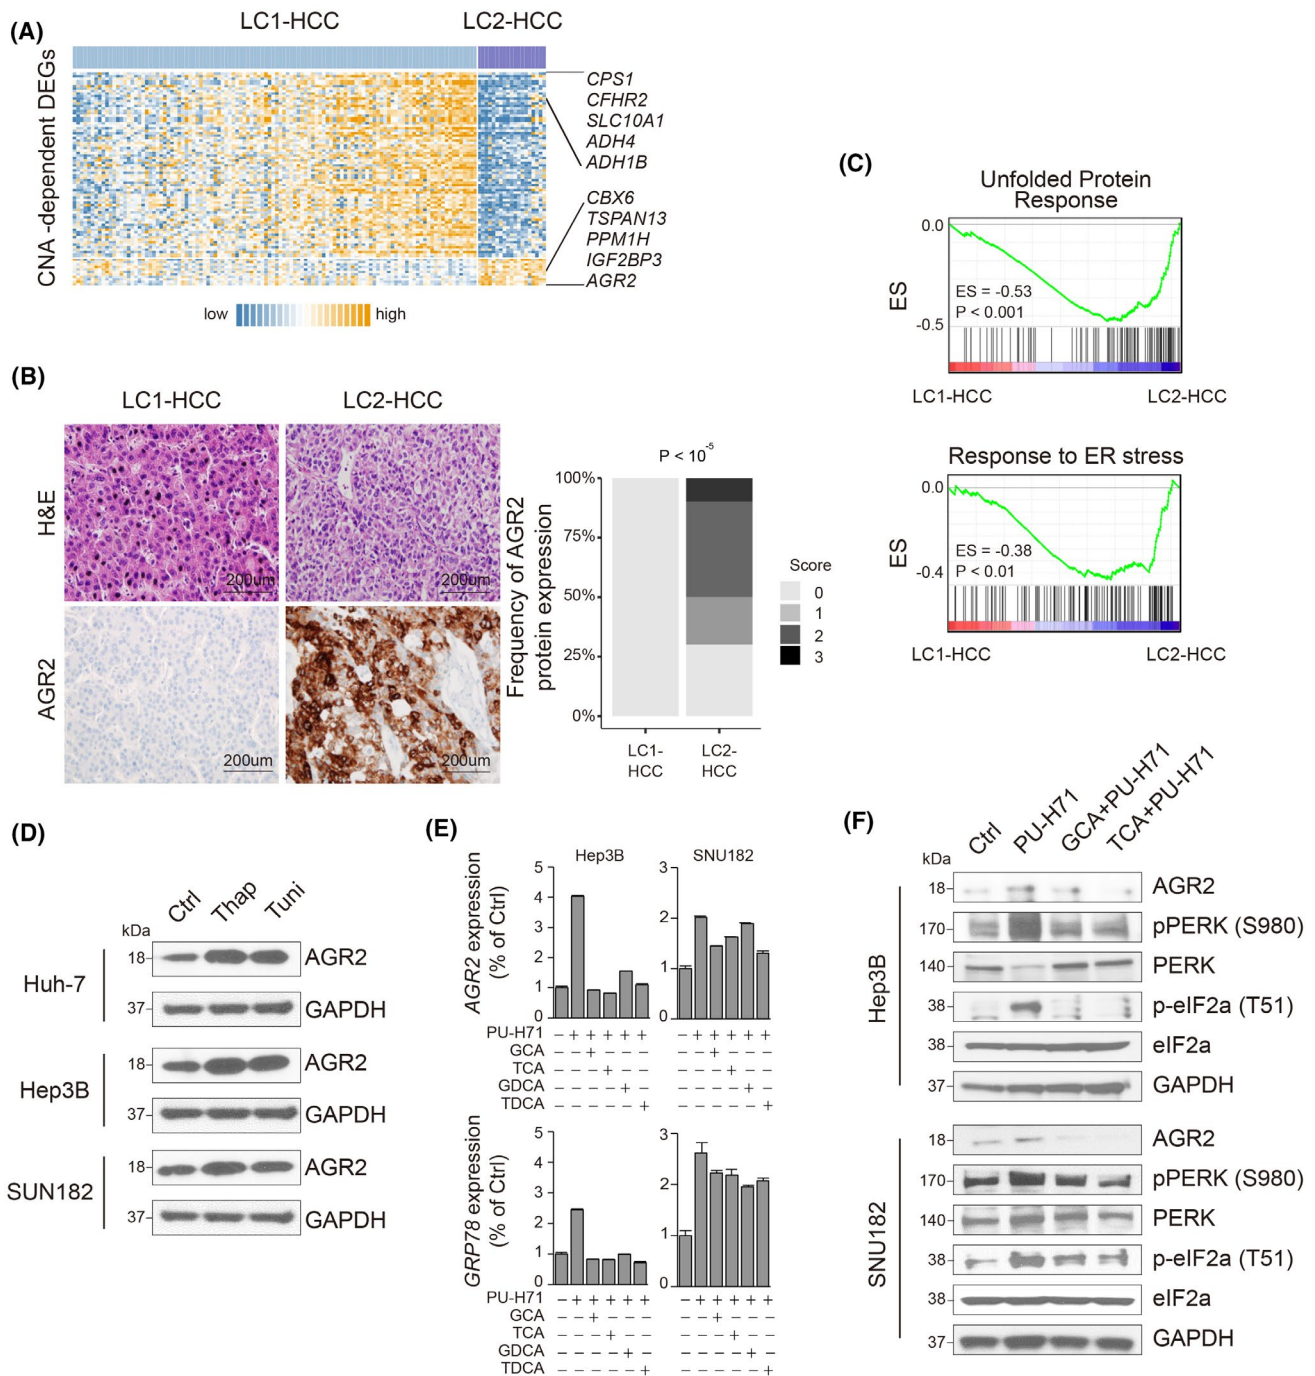 (A)
LC1-HCC LC2-HCC
CNA -dependent DEGs
CPS1
CFHR2
SLC10A1
ADH4
ADH1B
CBX6
TSPAN13
PPM1H
IGF2BP3
AGR2
low high
(B)
LC1-HCC LC2-HCC
H&E
200um 200um
AGR2
200um 200um
P < 10-5
Frequency of AGR2
protein expression
100%
75%
50%
25%
0%
LC1-
HCC
LC2-
HCC
Score
0
1
2
3
(C)
Unfolded Protein
Response
0.0
ES
-0.5
ES = -0.53
P < 0.001
LC1-HCC LC2-HCC
Response to ER stress
0.0
ES
-0.4
ES = -0.38
P < 0.01
LC1-HCC LC2-HCC
(D)
Ctrl Thap Tuni
kDa
Huh-7
18 AGR2
37 GAPDH
Hep3B
18 AGR2
37 GAPDH
SUN182
18 AGR2
37 GAPDH
(E)
Hep3B SNU182
AGR2 expression
(% of Ctrl)
5
4
3
2
1
0
3
2
1
0
PU-H71 – + + + + + – + + + + +
GCA – – + – – – – – + – – –
TCA – – – + – – – – – + – –
GDCA – – – – + – – – – – + –
TDCA – – – – – + – – – – – +
GRP78 expression
(% of Ctrl)
5
4
3
2
1
0
3
2
1
0
PU-H71 – + + + + + – + + + + +
GCA – – + – – – – – + – – –
TCA – – – + – – – – – + – –
GDCA – – – – + – – – – – + –
TDCA – – – – – + – – – – – +
(F)
Ctrl PU-H71 GCA+PU-H71 TCA+PU-H71
kDa
Hep3B
18 AGR2
170 pPERK (S980)
140 PERK
38 p-eIF2a (T51)
38 eIF2a
37 GAPDH
SNU182
18 AGR2
170 pPERK (S980)
140 PERK
38 p-eIF2a (T51)
38 eIF2a
37 GAPDH